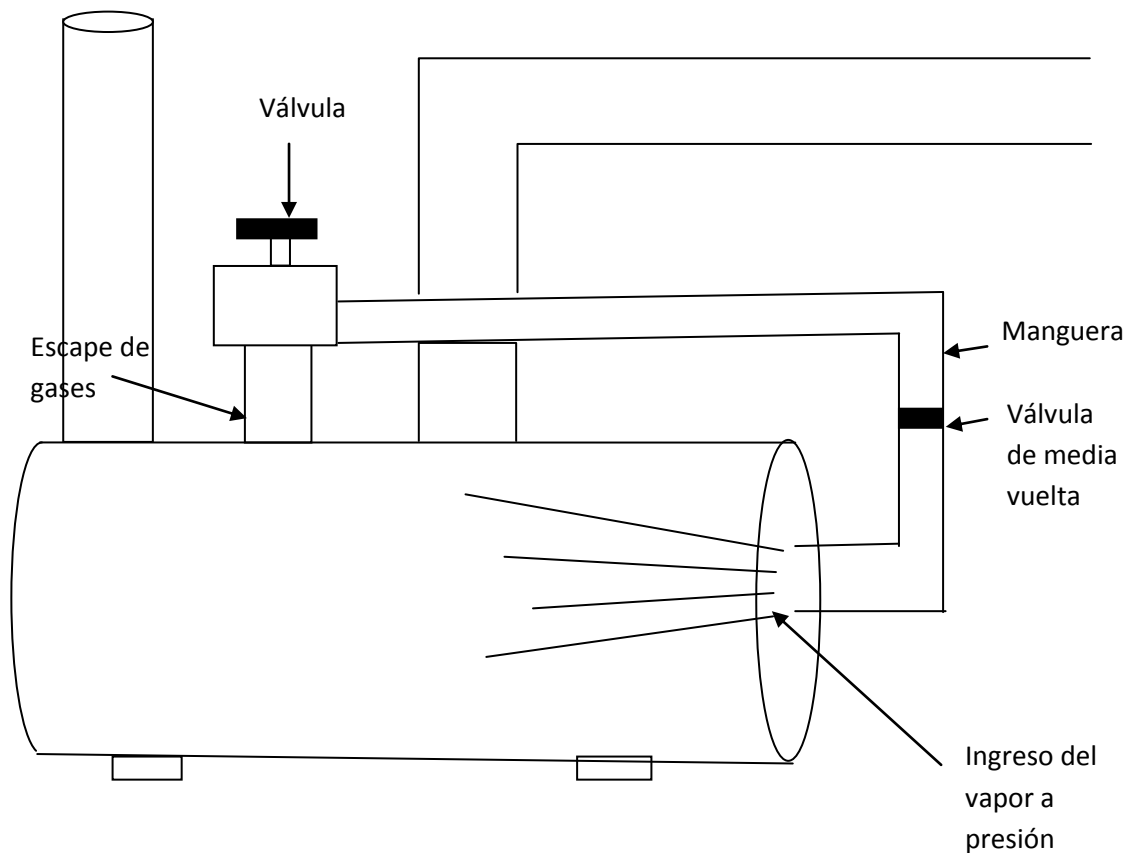 Válvula
Escape de
gases
Manguera
Válvula
de media
vuelta
Ingreso del
vapor a
presión